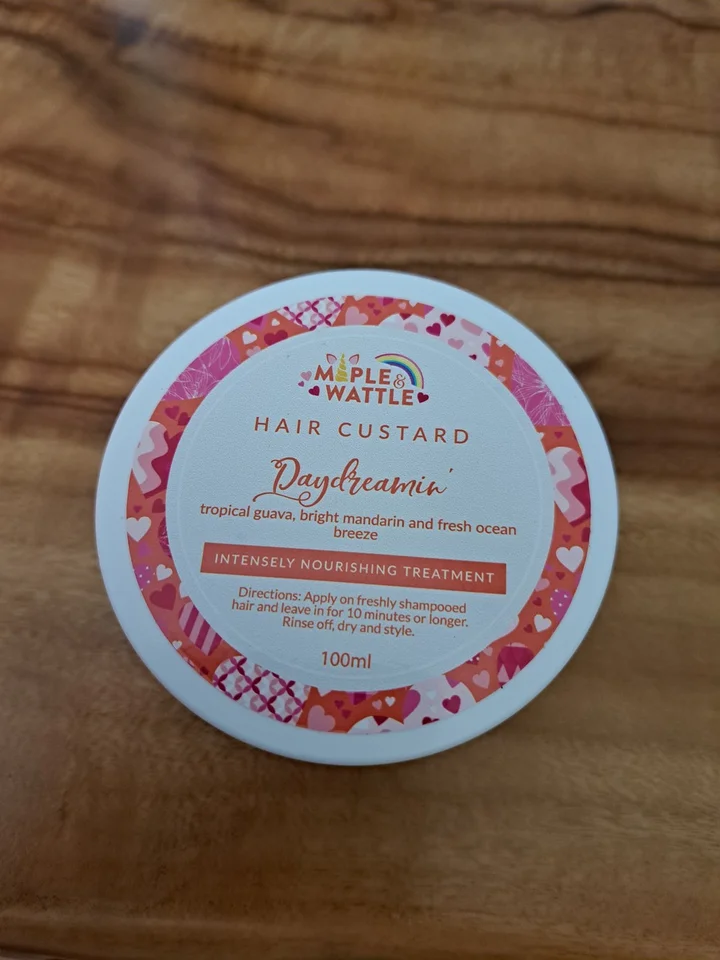 MAPLE &
WATTLE
HAIR CUSTARD
Daydreamin'
tropical guava, bright mandarin and fresh ocean
breeze
INTENSELY NOURISHING TREATMENT
Directions: Apply on freshly shampooed
hair and leave in for 10 minutes or longer.
Rinse off, dry and style.
100ml